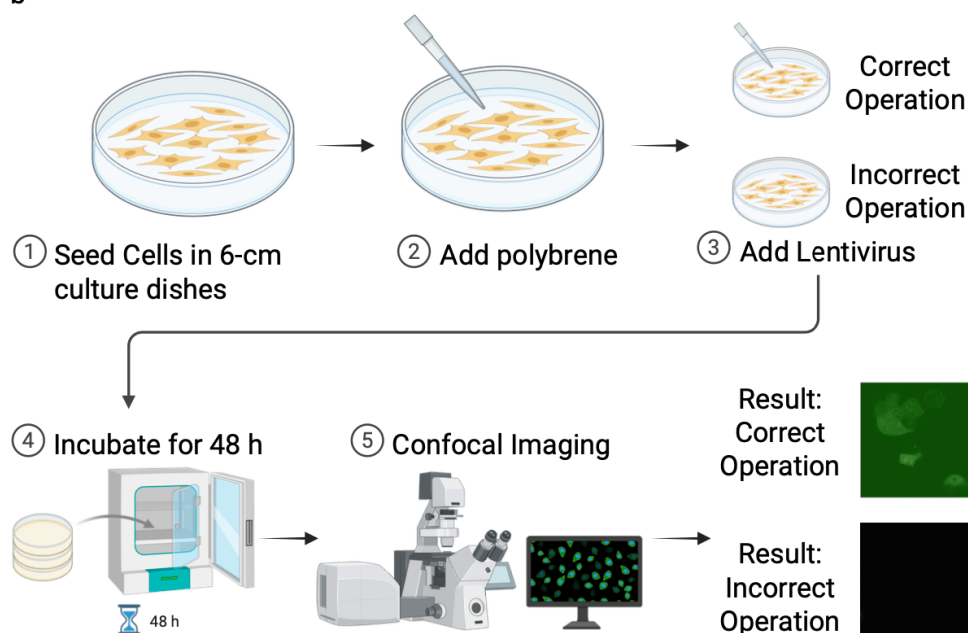 b
Correct
Operation
Incorrect
Operation
1 Seed Cells in 6-cm
culture dishes
2 Add polybrene
3 Add Lentivirus
4 Incubate for 48 h
48 h
5 Confocal Imaging
Result:
Correct
Operation
Result:
Incorrect
Operation